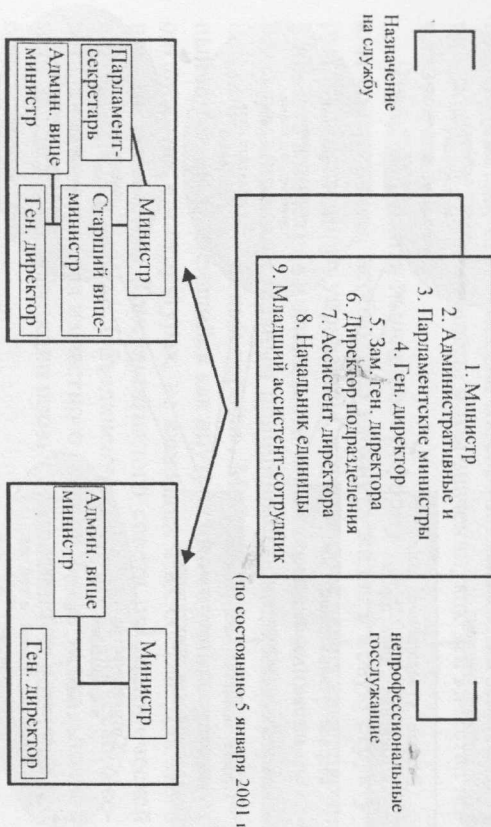 Назначение
на службу
1. Министр
2. Административные и
3. Парламентские министры
4. Ген. директор
5. Зам. ген. директора
6. Директор подразделения
7. Ассистент директора
8. Начальник единицы
9. Младший ассистент-сотрудник
непрофессиональные
госслужащие
(по состоянию 5 января 2001 г
Министр
Парламент-
секретарь
Старший вице-
министр
Админ. вице
министр
Ген. директор
Министр
Админ. вице
министр
Ген. директор